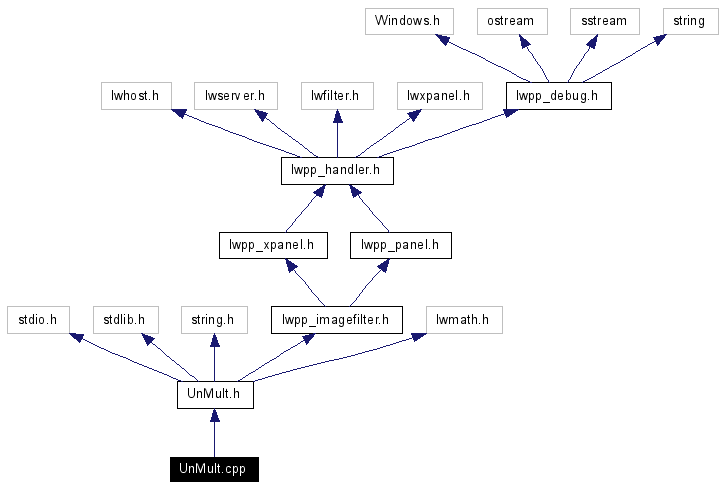 Windows.h
ostream
sstream
string
lwhost.h
lwserver.h
lwfilter.h
lwxpanel.h
lwpp_debug.h
lwpp_handler.h
lwpp_xpanel.h
lwpp_panel.h
stdio.h
stdlib.h
string.h
lwpp_imagefilter.h
lwmath.h
UnMult.h
UnMult.cpp